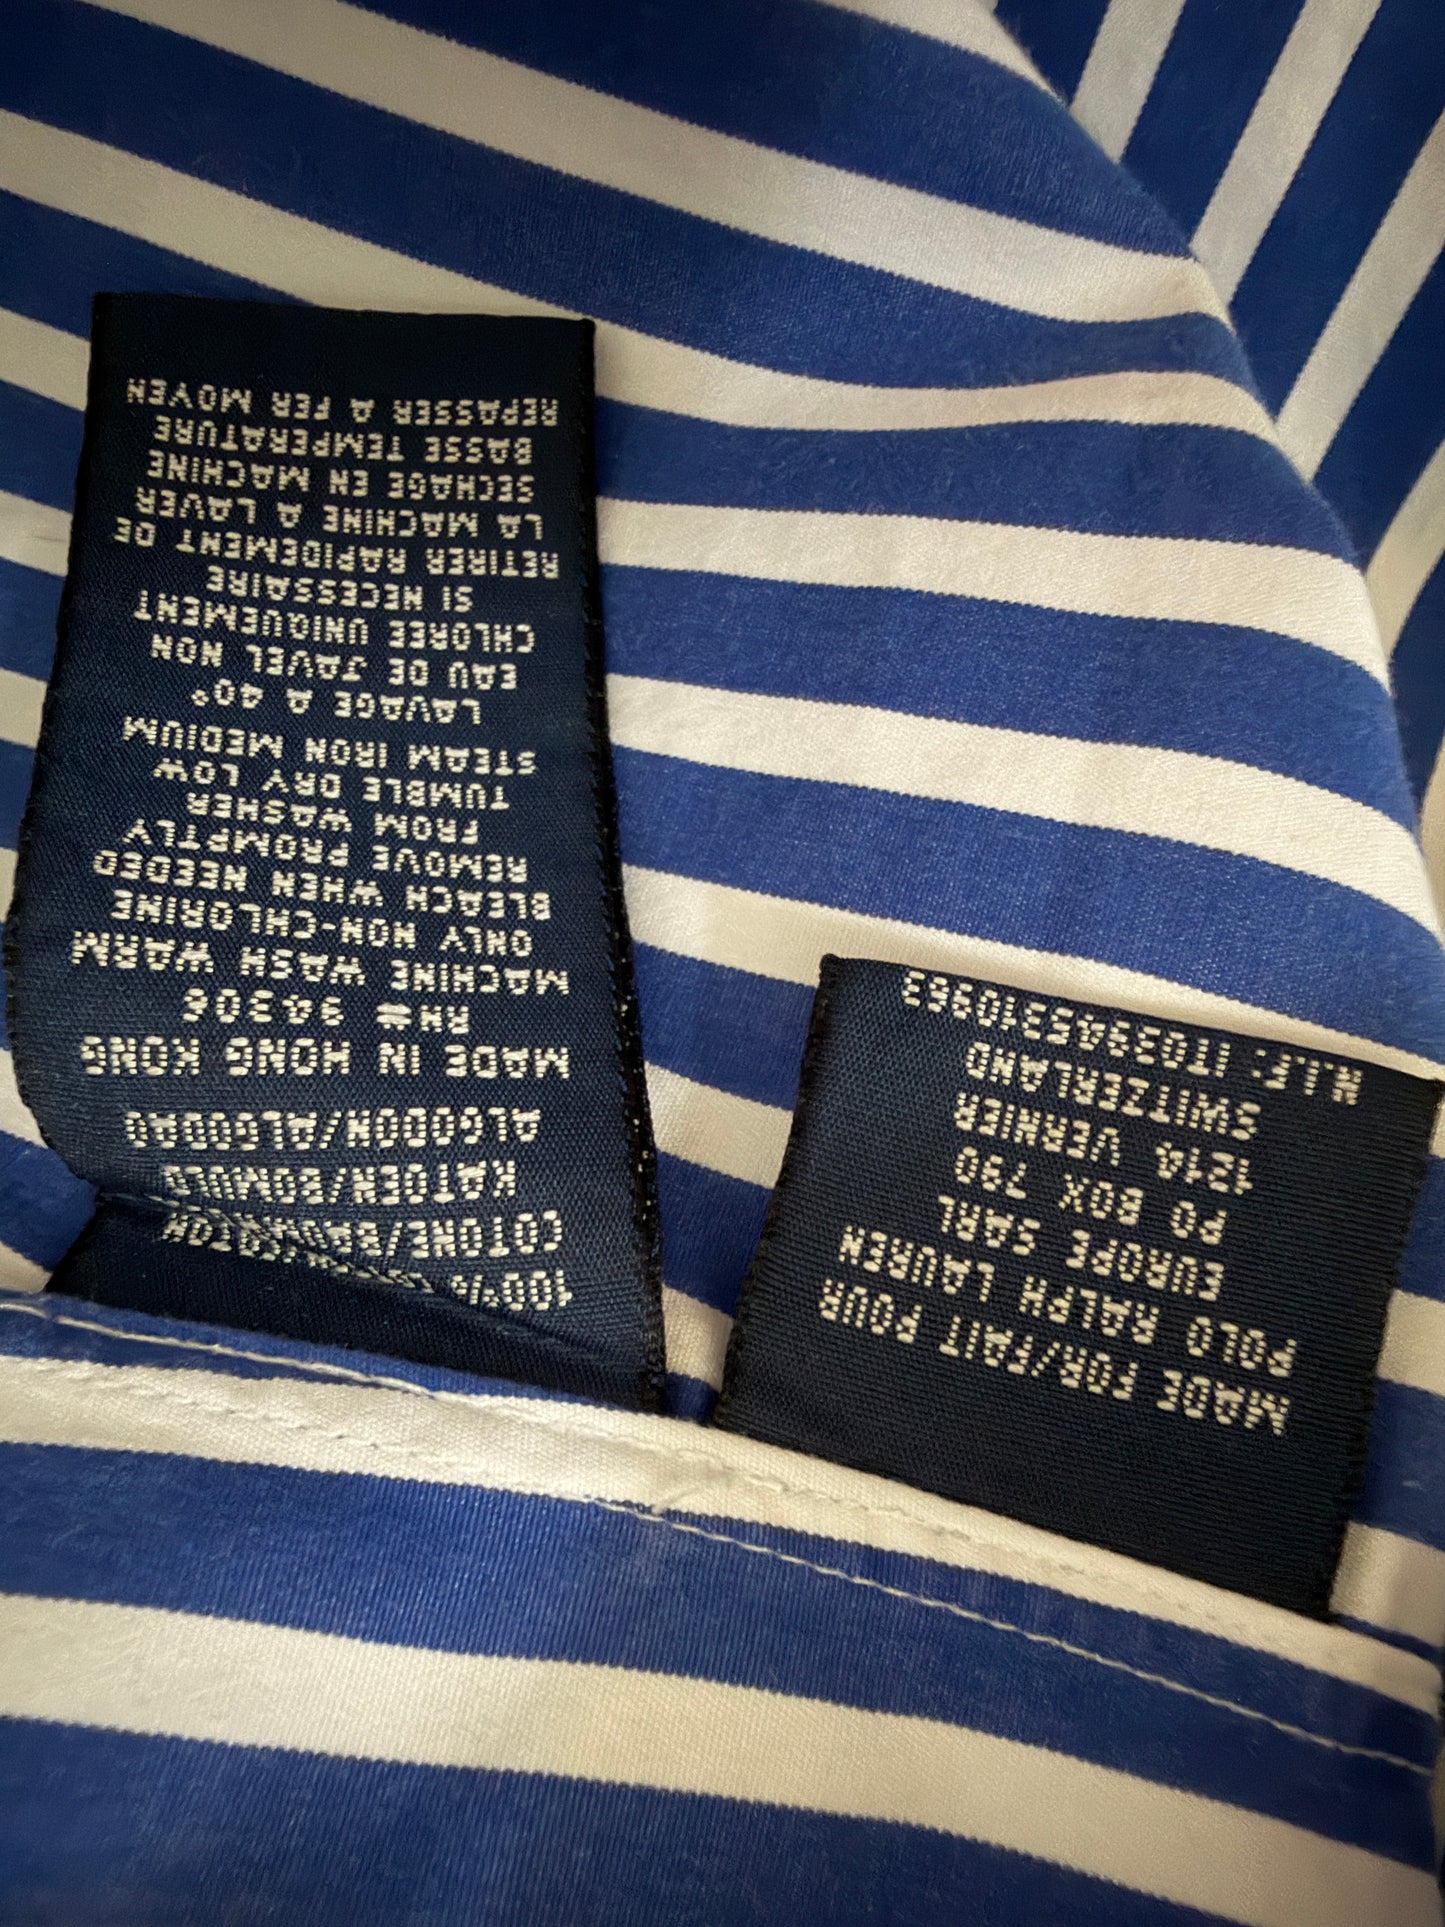 100% COTTON
COTONE/BAUMWOLLE
KATOEN/BOMULD
ALGODON/ALGODAO
MADE IN HONG KONG
RN# 94306
MACHINE WASH WARM
ONLY NON-CHLORINE
BLEACH WHEN NEEDED
REMOVE PROMPTLY
FROM WASHER
TUMBLE DRY LOW
STEAM IRON MEDIUM
LAVAGE A 40°
EAU DE JAVEL NON
CHLOREE UNIQUEMENT
SI NECESSAIRE
RETIRER RAPIDEMENT DE
LA MACHINE A LAVER
SECHAGE EN MACHINE
BASSE TEMPERATURE
REPASSER A FER MOYEN
MADE FOR/FAIT POUR
POLO RALPH LAUREN
EUROPE SARL
PO BOX 790
1214 VERNIER
SWITZERLAND
N.I.F: IT03945310963